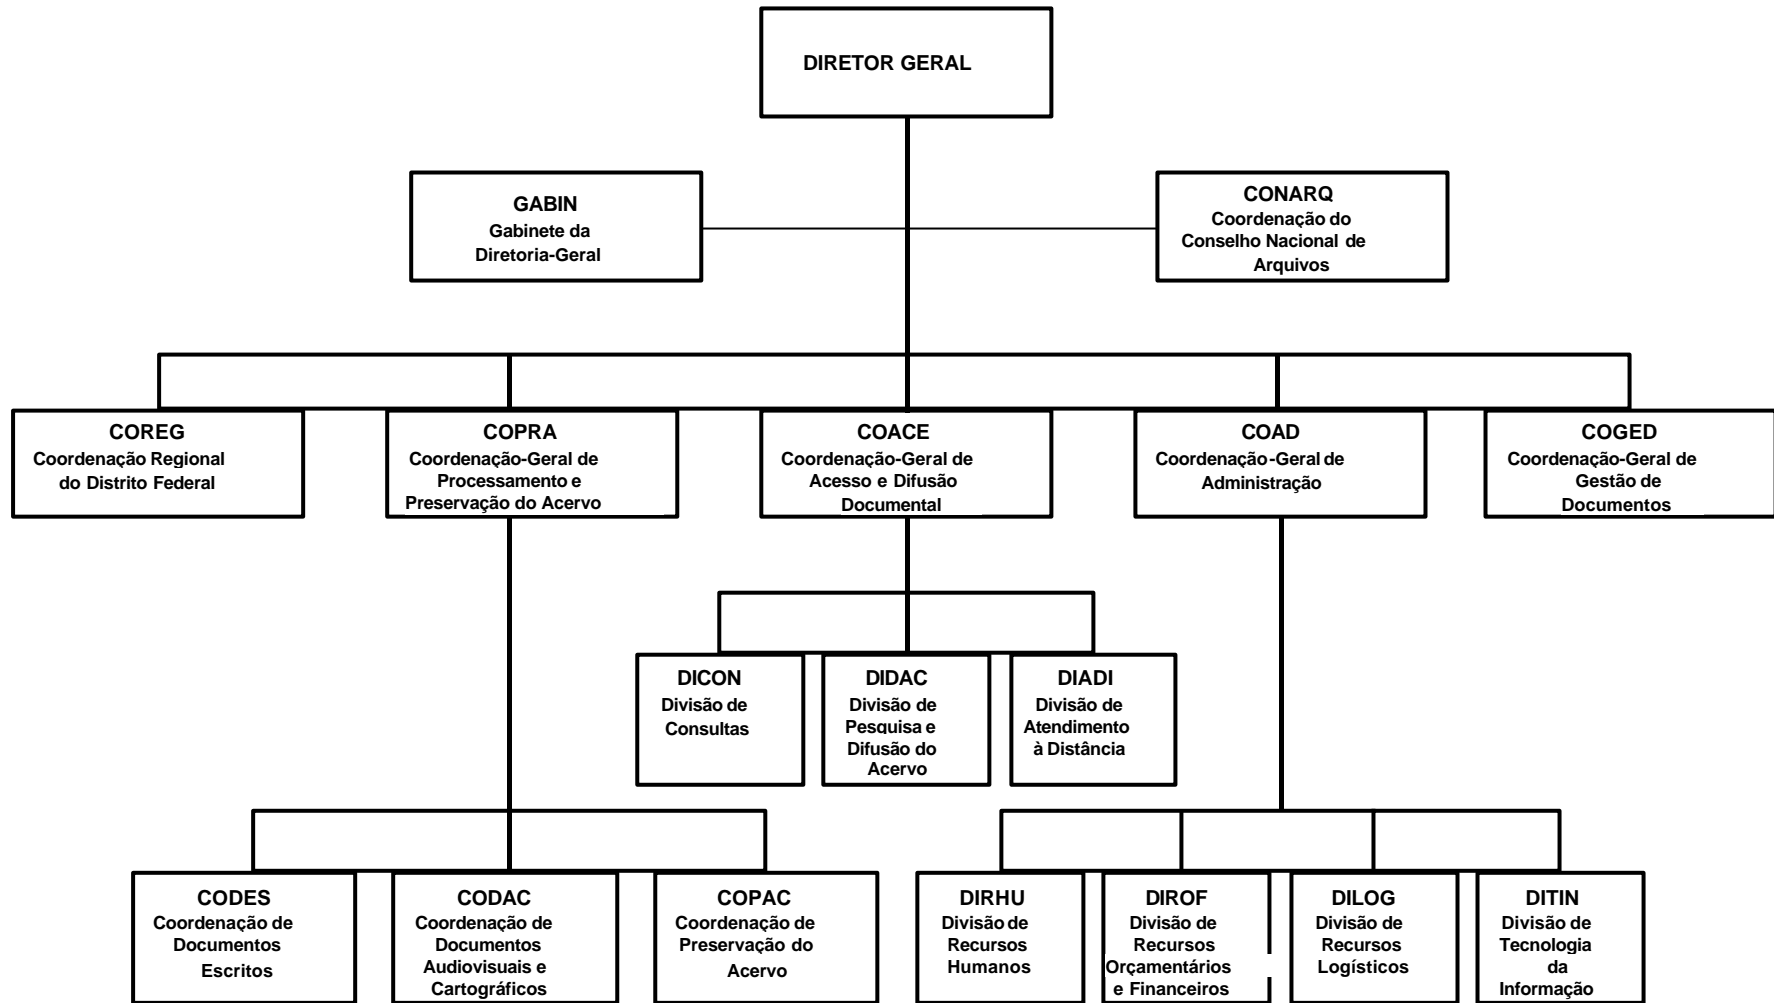 DIRETOR GERAL
GABIN
Gabinete da
Diretoria-Geral
CONARQ
Coordenação do
Conselho Nacional de
Arquivos
COREG
Coordenação Regional
do Distrito Federal
COPRA
Coordenação-Geral de
Processamento e
Preservação do Acervo
COACE
Coordenação-Geral de
Acesso e Difusão
Documental
COAD
Coordenação-Geral de
Administração
COGED
Coordenação-Geral de
Gestão de
Documentos
DICON
Divisão de
Consultas
DIDAC
Divisão de
Pesquisa e
Difusão do
Acervo
DIADI
Divisão de
Atendimento
à Distância
CODES
Coordenação de
Documentos
Escritos
CODAC
Coordenação de
Documentos
Audiovisuais e
Cartográficos
COPAC
Coordenação de
Preservação do
Acervo
DIRHU
Divisão de
Recursos
Humanos
DIROF
Divisão de
Recursos
Orçamentários
e Financeiros
DILOG
Divisão de
Recursos
Logísticos
DITIN
Divisão de
Tecnologia
da
Informação